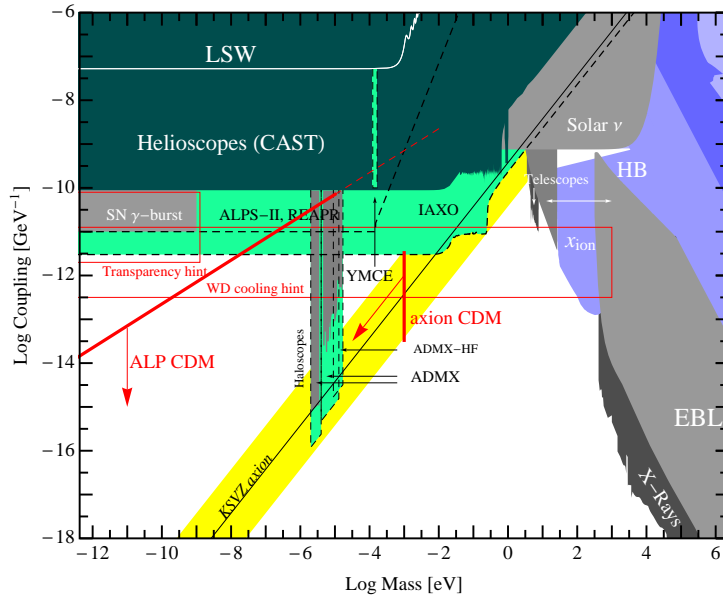 −6
−8
−10
−12
−14
−16
−18
Log Coupling [GeV⁻¹]
LSW
Helioscopes (CAST)
Solar ν
HB
Telescopes
SN γ−burst
ALPS−II, REAPR
IAXO
χion
YMCE
Transparency hint
WD cooling hint
axion CDM
ALP CDM
ADMX−HF
Haloscopes
ADMX
EBL
KSVZ axion
X−Rays
−12
−10
−8
−6
−4
−2
0
2
4
6
Log Mass [eV]